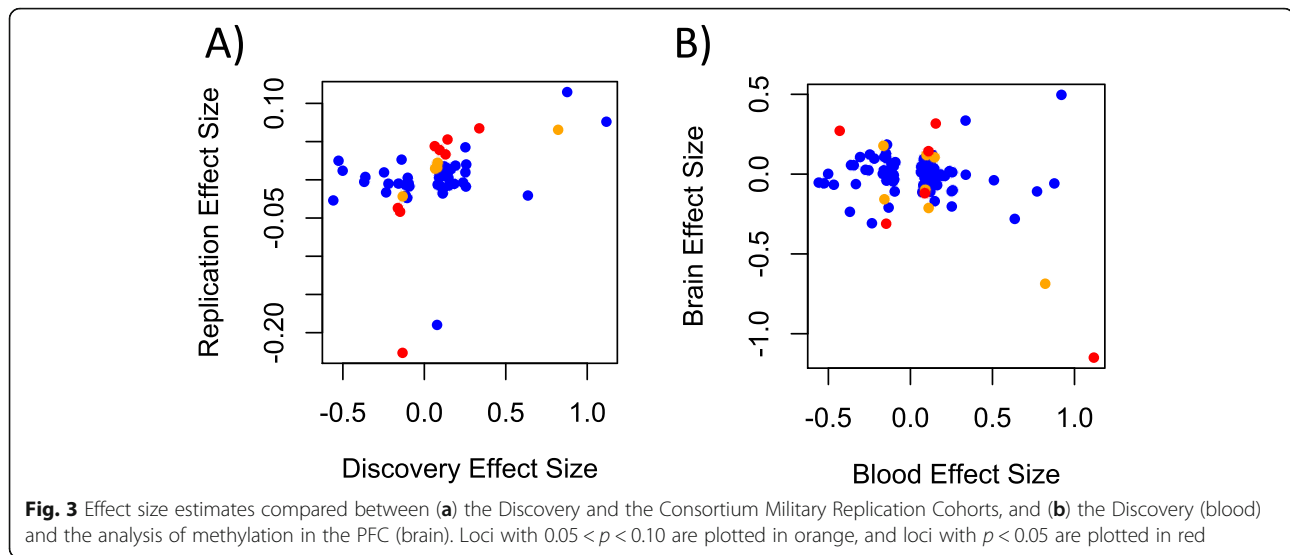 A)
B)
Replication Effect Size
0.10
-0.05
-0.20
-0.5
0.0
0.5
1.0
Discovery Effect Size
Brain Effect Size
0.5
0.0
-0.5
-1.0
-0.5
0.0
0.5
1.0
Blood Effect Size
Fig. 3 Effect size estimates compared between (a) the Discovery and the Consortium Military Replication Cohorts, and (b) the Discovery (blood)
and the analysis of methylation in the PFC (brain). Loci with 0.05 < p < 0.10 are plotted in orange, and loci with p < 0.05 are plotted in red